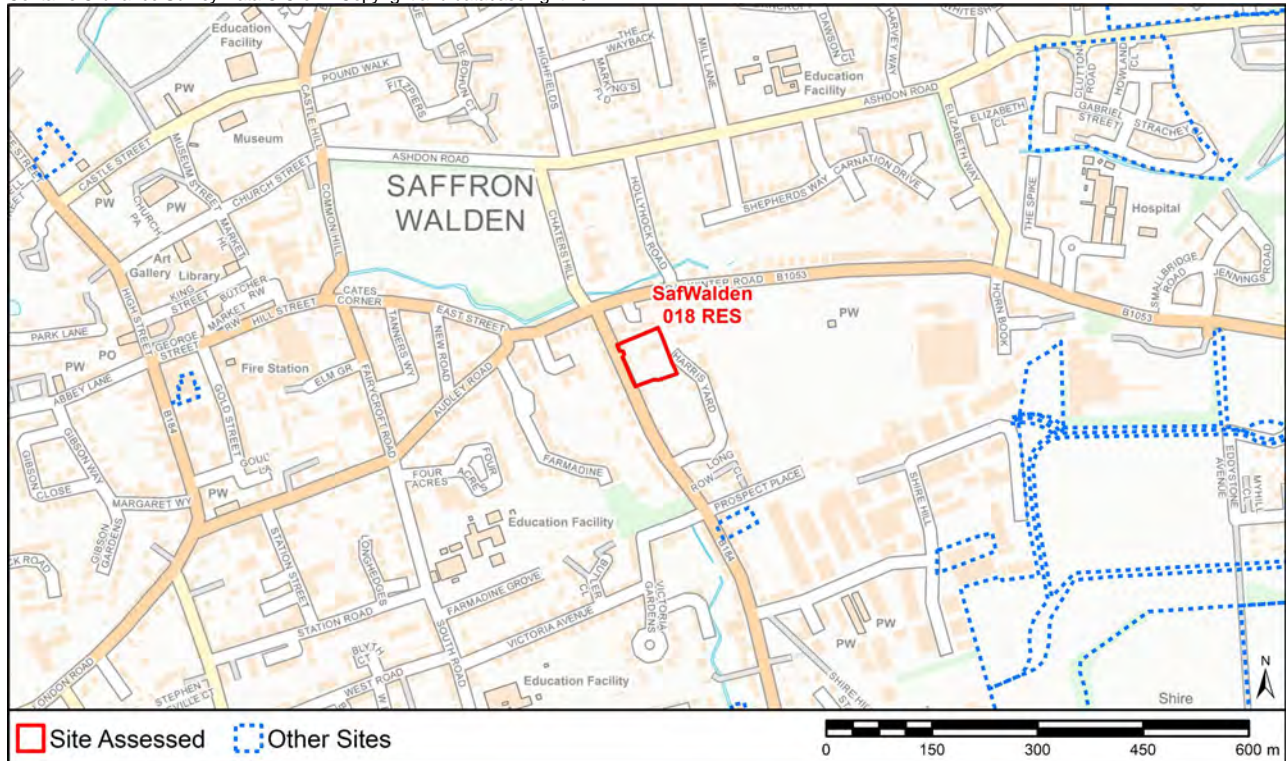 Education
Facility
PW
POUND WALK
CASTLE HILL
FITZPIERS
DE BOHUN CT
HIGHFIELDS
THE
WAYBACK
MILL LANE
DAWSON
CL
HARVEY WAY
Education
Facility
ASHDON ROAD
ELIZABETH
CL
ELIZABETH WAY
CLUTTON
ROAD
HOWLAND
CL
GABRIEL
STREET
STRACHEY
Museum
CASTLE STREET
MUSEUM STREET
CHURCH STREET
PW
PW
CHURCH
PA
MARKET
HL
COMMON HILL
ASHDON ROAD
SAFFRON
WALDEN
CHATERS HILL
HOLLYHOCK ROAD
SHEPHERDS WAY
CARNATION DRIVE
THE SPIKE
Hospital
SMALLBRIDGE
ROAD
JENNINGS
ROAD
Art
Gallery
Library
KING
STREET
BUTCHER
MARKET RW
HIGH STREET
GEORGE
STREET
HILL STREET
CATES
CORNER
EAST STREET
B1053
SafWalden
018 RES
PW
HORN BOOK
B1053
PARK LANE
PO
PW
ABBEY LANE
Fire Station
ELM GR
TANNERS WY
NEW ROAD
AUDLEY ROAD
FAIRYCROFT ROAD
GOLD STREET
B184
HARRIS YARD
GIBSON WAY
GIBSON
CLOSE
GIBSON
GARDENS
MARGARET WY
PW
FOUR
ACRES
FOUR
ACRES
FARMADINE
LONG
ROW
PROSPECT PLACE
SHIRE HILL
EDDYSTONE
AVENUE
MYHILL
CL
Education Facility
STATION STREET
LONGHEDGES
BUTLER
CL
FARMADINE GROVE
VICTORIA AVENUE
VICTORIA
GARDENS
B184
STATION ROAD
SOUTH ROAD
BLYTH
CT
WEST ROAD
LONDON ROAD
PW
PW
Education Facility
Shire
N
Site Assessed
Other Sites
0 150 300 450 600 m